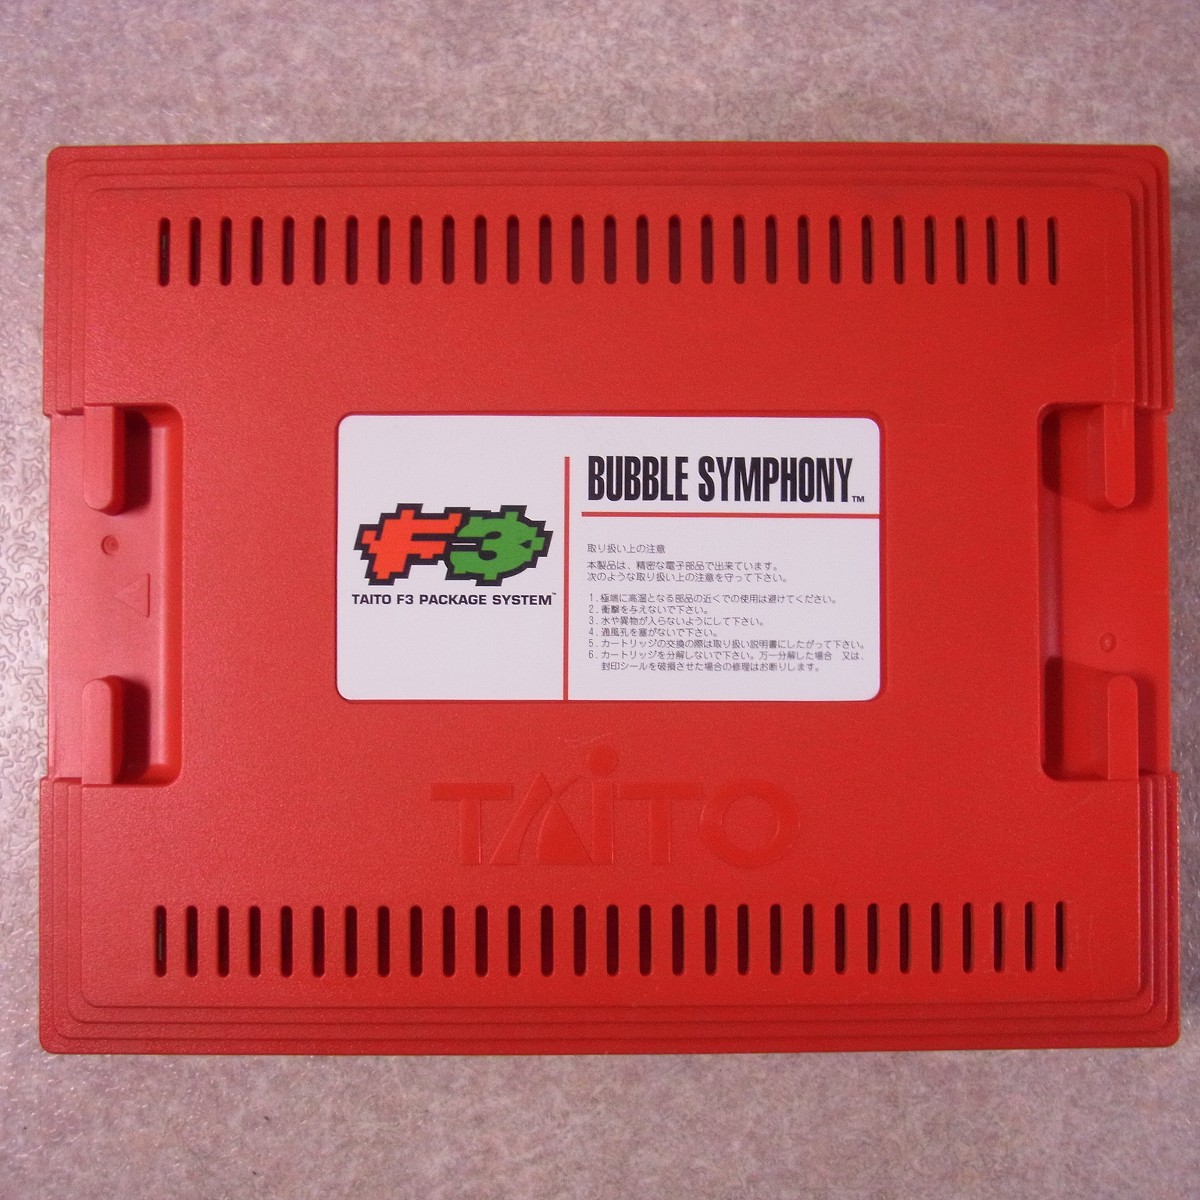 F3
TAITO F3 PACKAGE SYSTEM™
BUBBLE SYMPHONY™
取り扱い上の注意
本製品は、精密な電子部品で出来ています。
次のような取り扱い上の注意を守って下さい。
1. 極端に高温となる部品の近くでの使用は避けてください。
2. 衝撃を与えないで下さい。
3. 水や異物が入らないようにして下さい。
4. 通風孔を塞がないで下さい。
5. カートリッジの交換の際は取り扱い説明書にしたがって下さい。
6. カートリッジを分解しないで下さい。万一分解した場合 又は、
封印シールを破損させた場合の修理はお断りします。
TAiTO